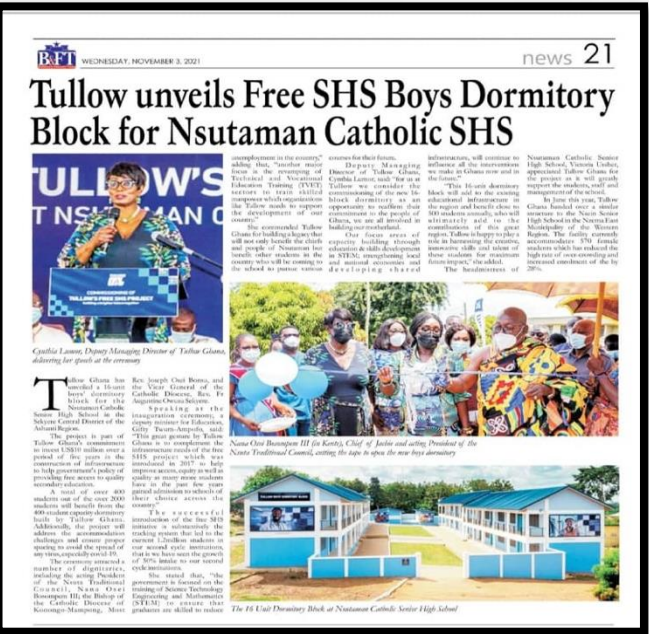 B&FT
WEDNESDAY, NOVEMBER 3, 2021
news 21
Tullow unveils Free SHS Boys Dormitory
Block for Nsutaman Catholic SHS
TULLOW'S
COMMISSIONING OF
TULLOW'S FREE SHS PROJECT
Cynthia Lumor, Deputy Managing Director of Tullow Ghana,
delivering her speech at the ceremony
Tullow Ghana has
unveiled a 16-unit
boys' dormitory
block for the
Nsutaman Catholic
Senior High School in the
Sekyere Central District of the
Ashanti Region.
The project is part of
Tullow Ghana's commitment
to invest US$10 million over a
period of five years in the
construction of infrastructure
to help government's policy of
providing free access to quality
secondary education.
A total of over 400
students out of the over 2000
students will benefit from the
400-student capacity dormitory
built by Tullow Ghana.
Additionally, the project will
address the accommodation
challenges and ensure proper
spacing to avoid the spread of
any virus, especially covid-19.
The ceremony attracted a
number of dignitaries,
including the acting President
of the Nsuta Traditional
Council, Nana Osei
Bonsompem III; the Bishop of
the Catholic Diocese of
Konongo-Mampong, Most
Rev. Joseph Osei Bonsu, and
the Vicar General of the
Catholic Diocese, Rev. Fr
Augustine Owusu Sekyere.
Speaking at the
inauguration ceremony, a
deputy minister for Education,
Gifty Twum-Ampofo, said:
"This great gesture by Tullow
Ghana is to complement the
infrastructure needs of the free
SHS project which was
introduced in 2017 to help
improve access, equity as well as
quality as many more students
have in the past few years
gained admission to schools of
their choice across the
country."
The successful
introduction of the free SHS
initiative is substantively the
tracking system that led to the
current 1.2million students in
our second cycle institutions,
that is we have seen the growth
of 50% intake to our second
cycle institutions.
She stated that, "the
government is focused on the
training of Science Technology
Engineering and Mathematics
(STEM) to ensure that
graduates are skilled to reduce
unemployment in the country,"
adding that, "another major
focus is the revamping of
Technical and Vocational
Education Training (TVET)
sectors to train skilled
manpower which organizations
like Tullow needs to support
the development of our
country."
She commended Tullow
Ghana for building a legacy that
will not only benefit the chiefs
and people of Nsutaman but
benefit other students in the
country who will be coming to
the school to pursue various
courses for their future.
Deputy Managing
Director of Tullow Ghana,
Cynthia Lumor, said: "for us at
Tullow we consider the
commissioning of the new 16-
block dormitory as an
opportunity to reaffirm their
commitment to the people of
Ghana, we are all involved in
building our motherland.
Our focus areas of
capacity building through
education & skills development
in STEM; strengthening local
and national economies and
developing shared
infrastructure, will continue to
influence all the interventions
we make in Ghana now and in
the future."
"This 16-unit dormitory
block will add to the existing
educational infrastructure in
the region and benefit close to
500 students annually, who will
ultimately add to the
contributions of this great
region. Tullow is happy to play a
role in harnessing the creative,
innovative skills and talent of
these students for maximum
future impact," she added.
The headmistress of
Nsutaman Catholic Senior
High School, Victoria Ussher,
appreciated Tullow Ghana for
the project as it will greatly
support the students, staff and
management of the school.
In June this year, Tullow
Ghana handed over a similar
structure to the Nsein Senior
High School in the Nzema East
Municipality of the Western
Region. The facility currently
accommodates 570 female
students which has reduced the
high rate of over-crowding and
increased enrolment of the by
20%.
Nana Osei Bonsompem III (in Kente), Chief of Jachie and acting President of the
Nsuta Traditional Council, cutting the tape to open the new boys dormitory
The 16 Unit Dormitory Block at Nsutaman Catholic Senior High School